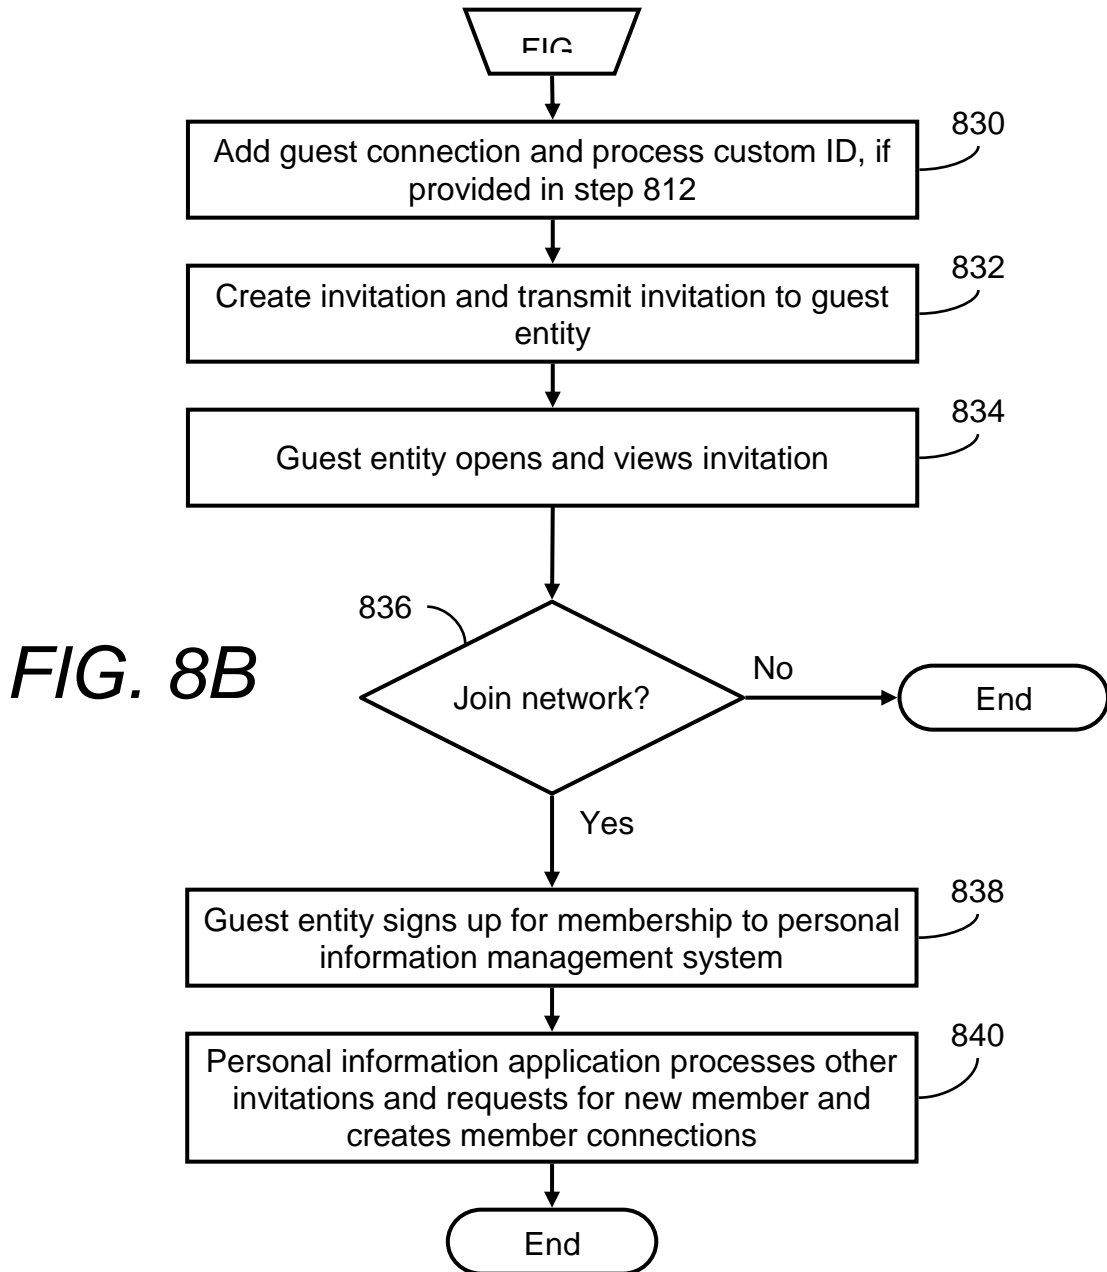 FIG
830
Add guest connection and process custom ID, if
provided in step 812
832
Create invitation and transmit invitation to guest
entity
834
Guest entity opens and views invitation
836
FIG. 8B
Join network?
No
End
Yes
838
Guest entity signs up for membership to personal
information management system
840
Personal information application processes other
invitations and requests for new member and
creates member connections
End